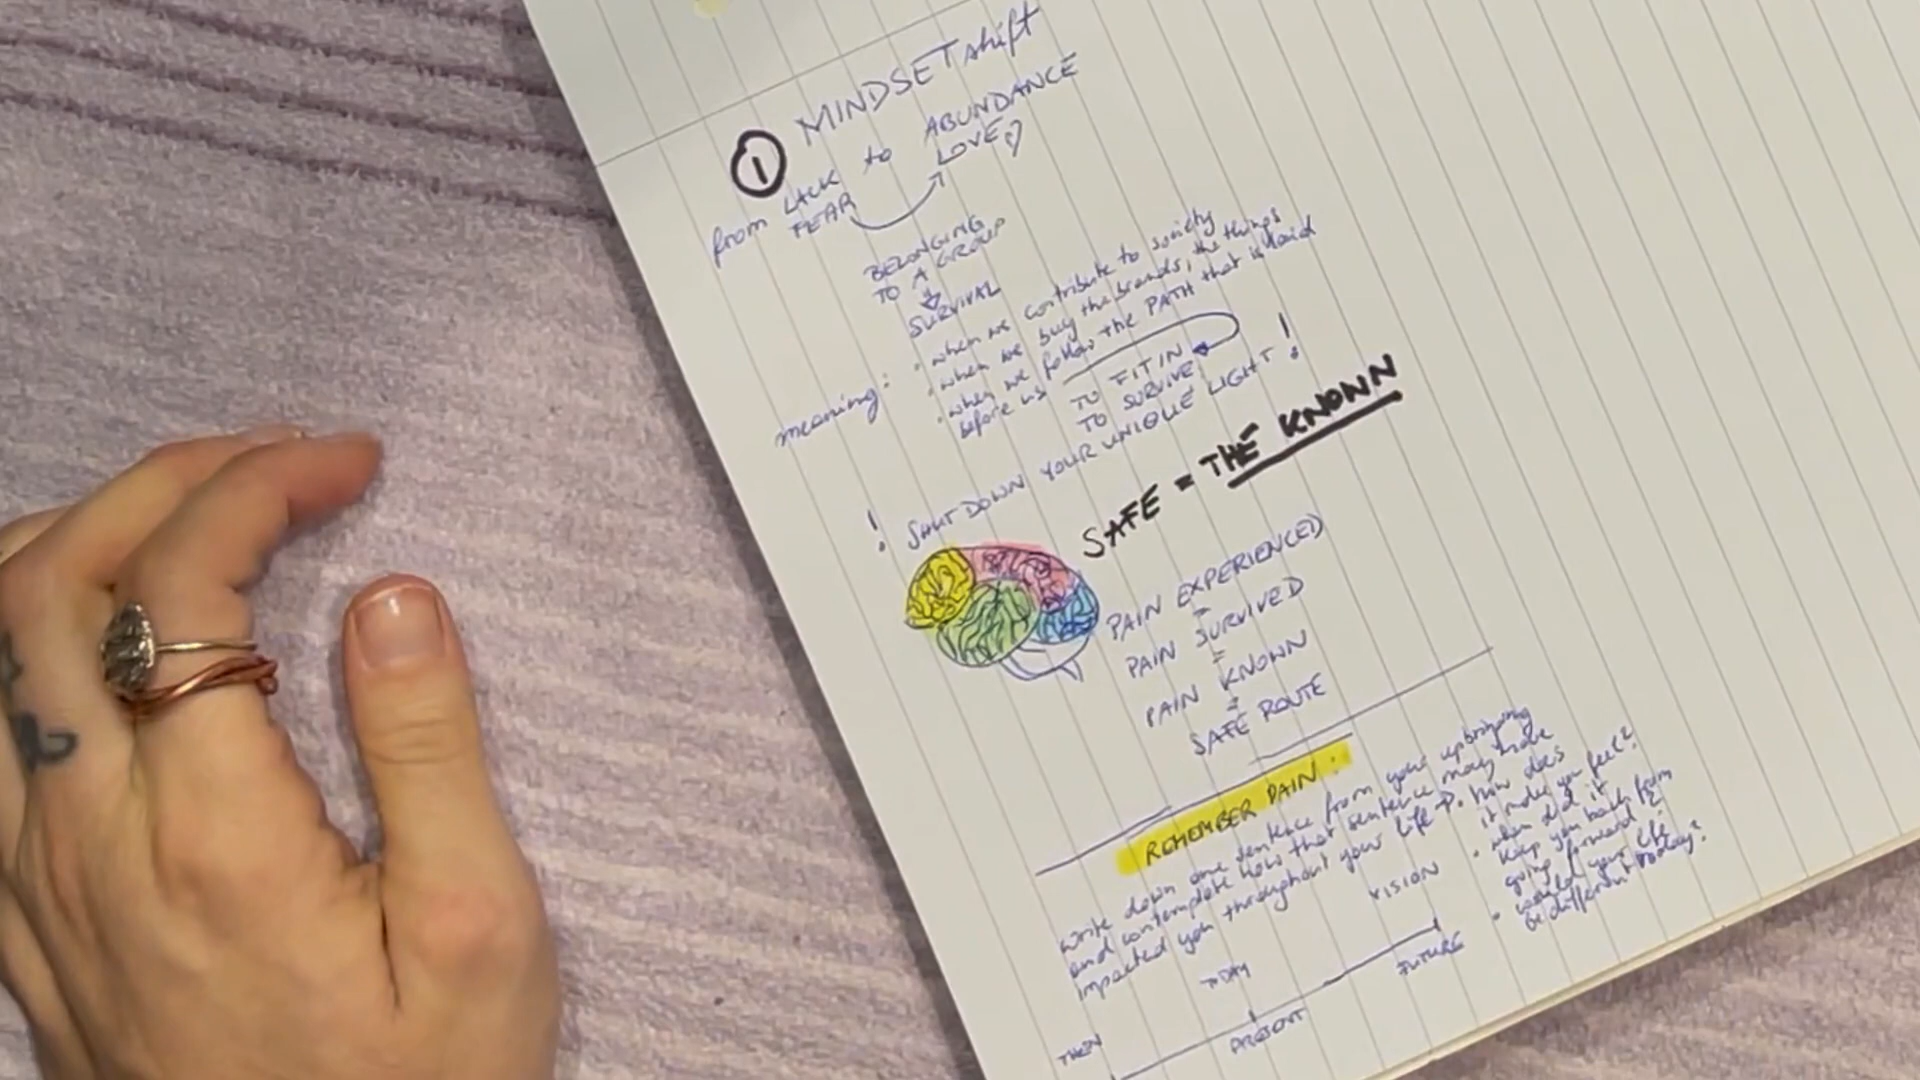 ① MINDSET shift
from LACK to ABUNDANCE
FEAR LOVE
BELONGING
TO A GROUP
SURVIVAL
meaning: • when we contribute to society
• when we buy the brands, the things
• when we follow the PATH that is laid
before us
TO FIT IN
TO SURVIVE
! SHUT DOWN YOUR UNIQUE LIGHT !
SAFE = THE KNOWN
PAIN EXPERIENCED
=
PAIN SURVIVED
=
PAIN KNOWN
=
SAFE ROUTE
REMEMBER PAIN:
write down one sentence from your upbringing
and contemplate how that sentence may have
impacted you throughout your life
• how does
it make you feel?
• when did it
keep you back from
going forward?
• would your life
be different today?
VISION
TODAY
THEN PRESENT FUTURE